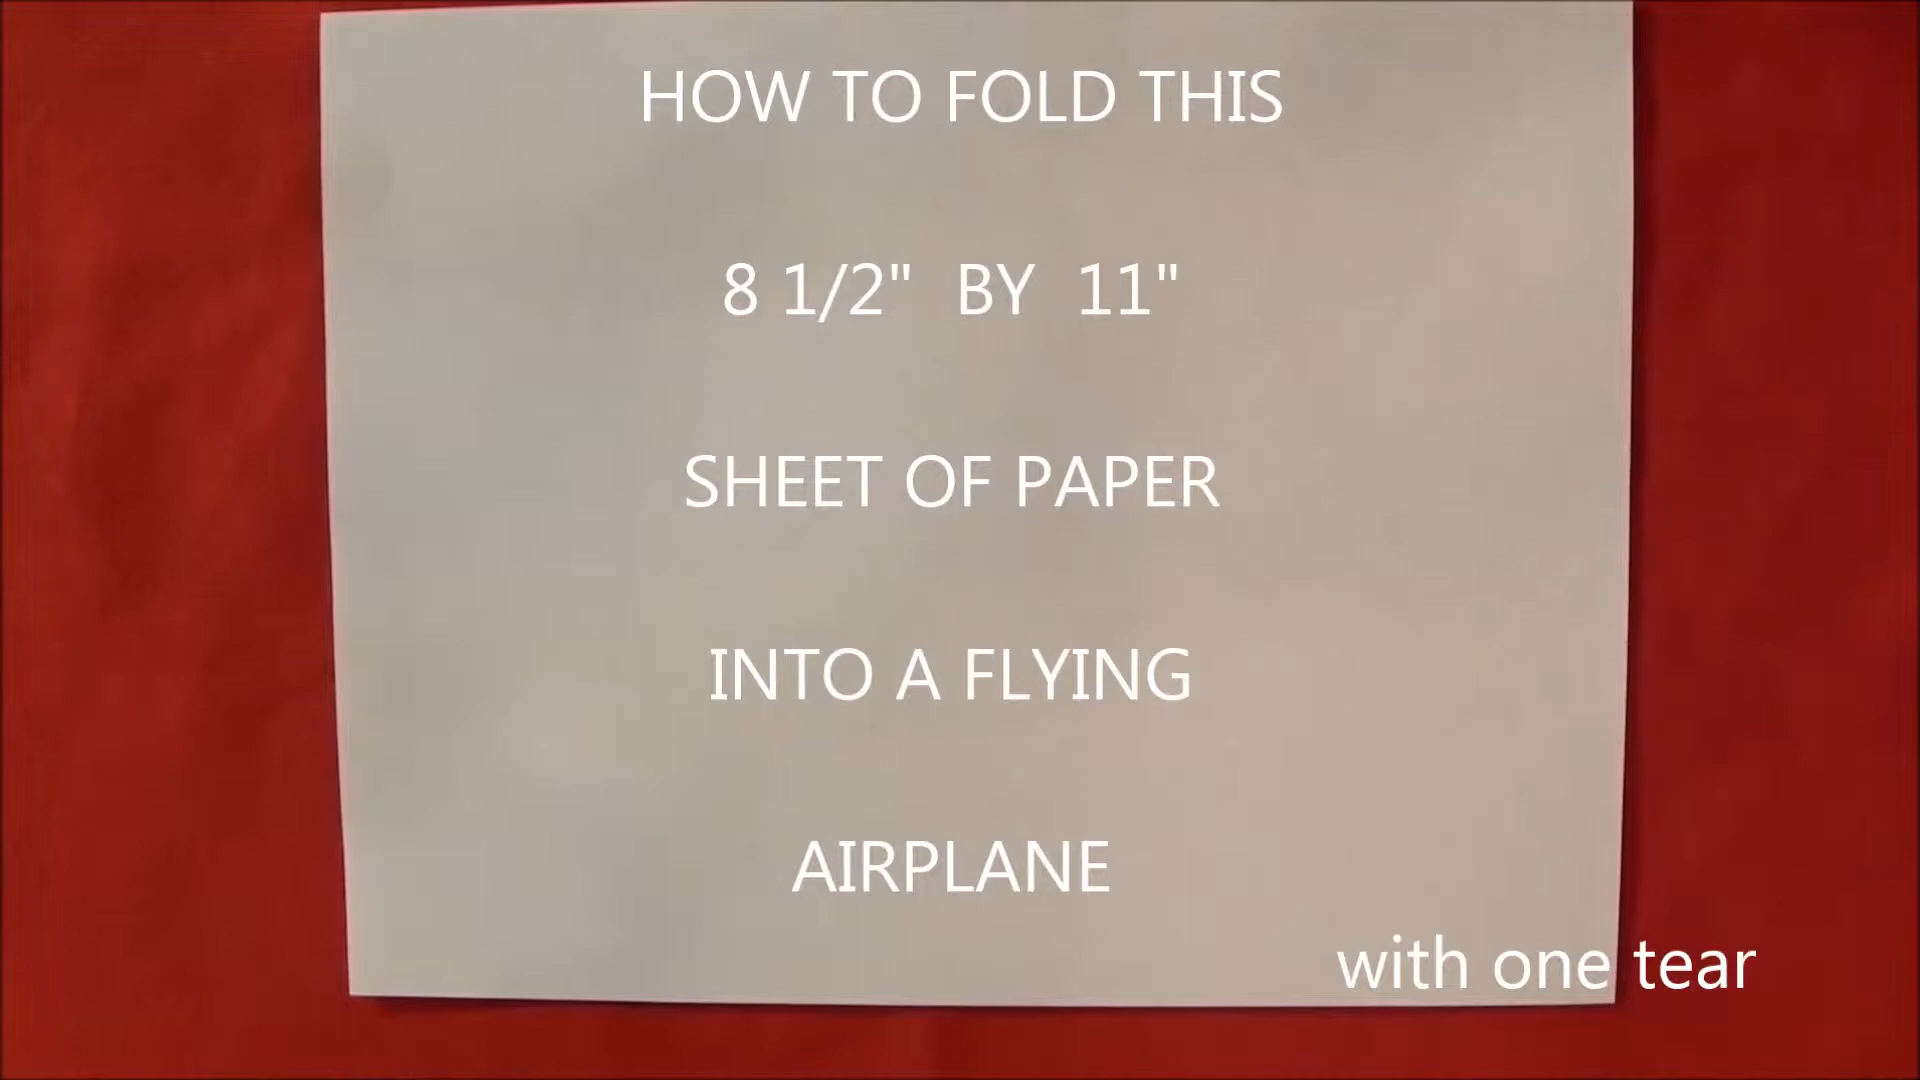 HOW TO FOLD THIS
8 1/2" BY 11"
SHEET OF PAPER
INTO A FLYING
AIRPLANE
with one tear